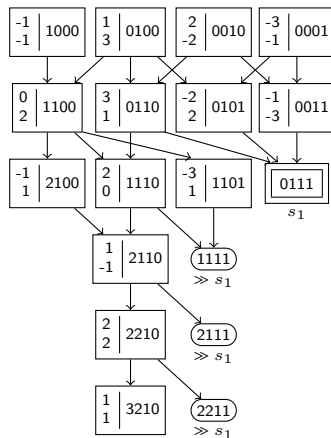 -1 -1 1000
1 3 0100
2 -2 0010
-3 -1 0001
0 2 1100
3 1 0110
-2 2 0101
-1 -3 0011
-1 1 2100
2 0 1110
-3 1 1101
0111
s₁
1 -1 2110
1111
≫ s₁
2 2 2210
2111
≫ s₁
1 1 3210
2211
≫ s₁